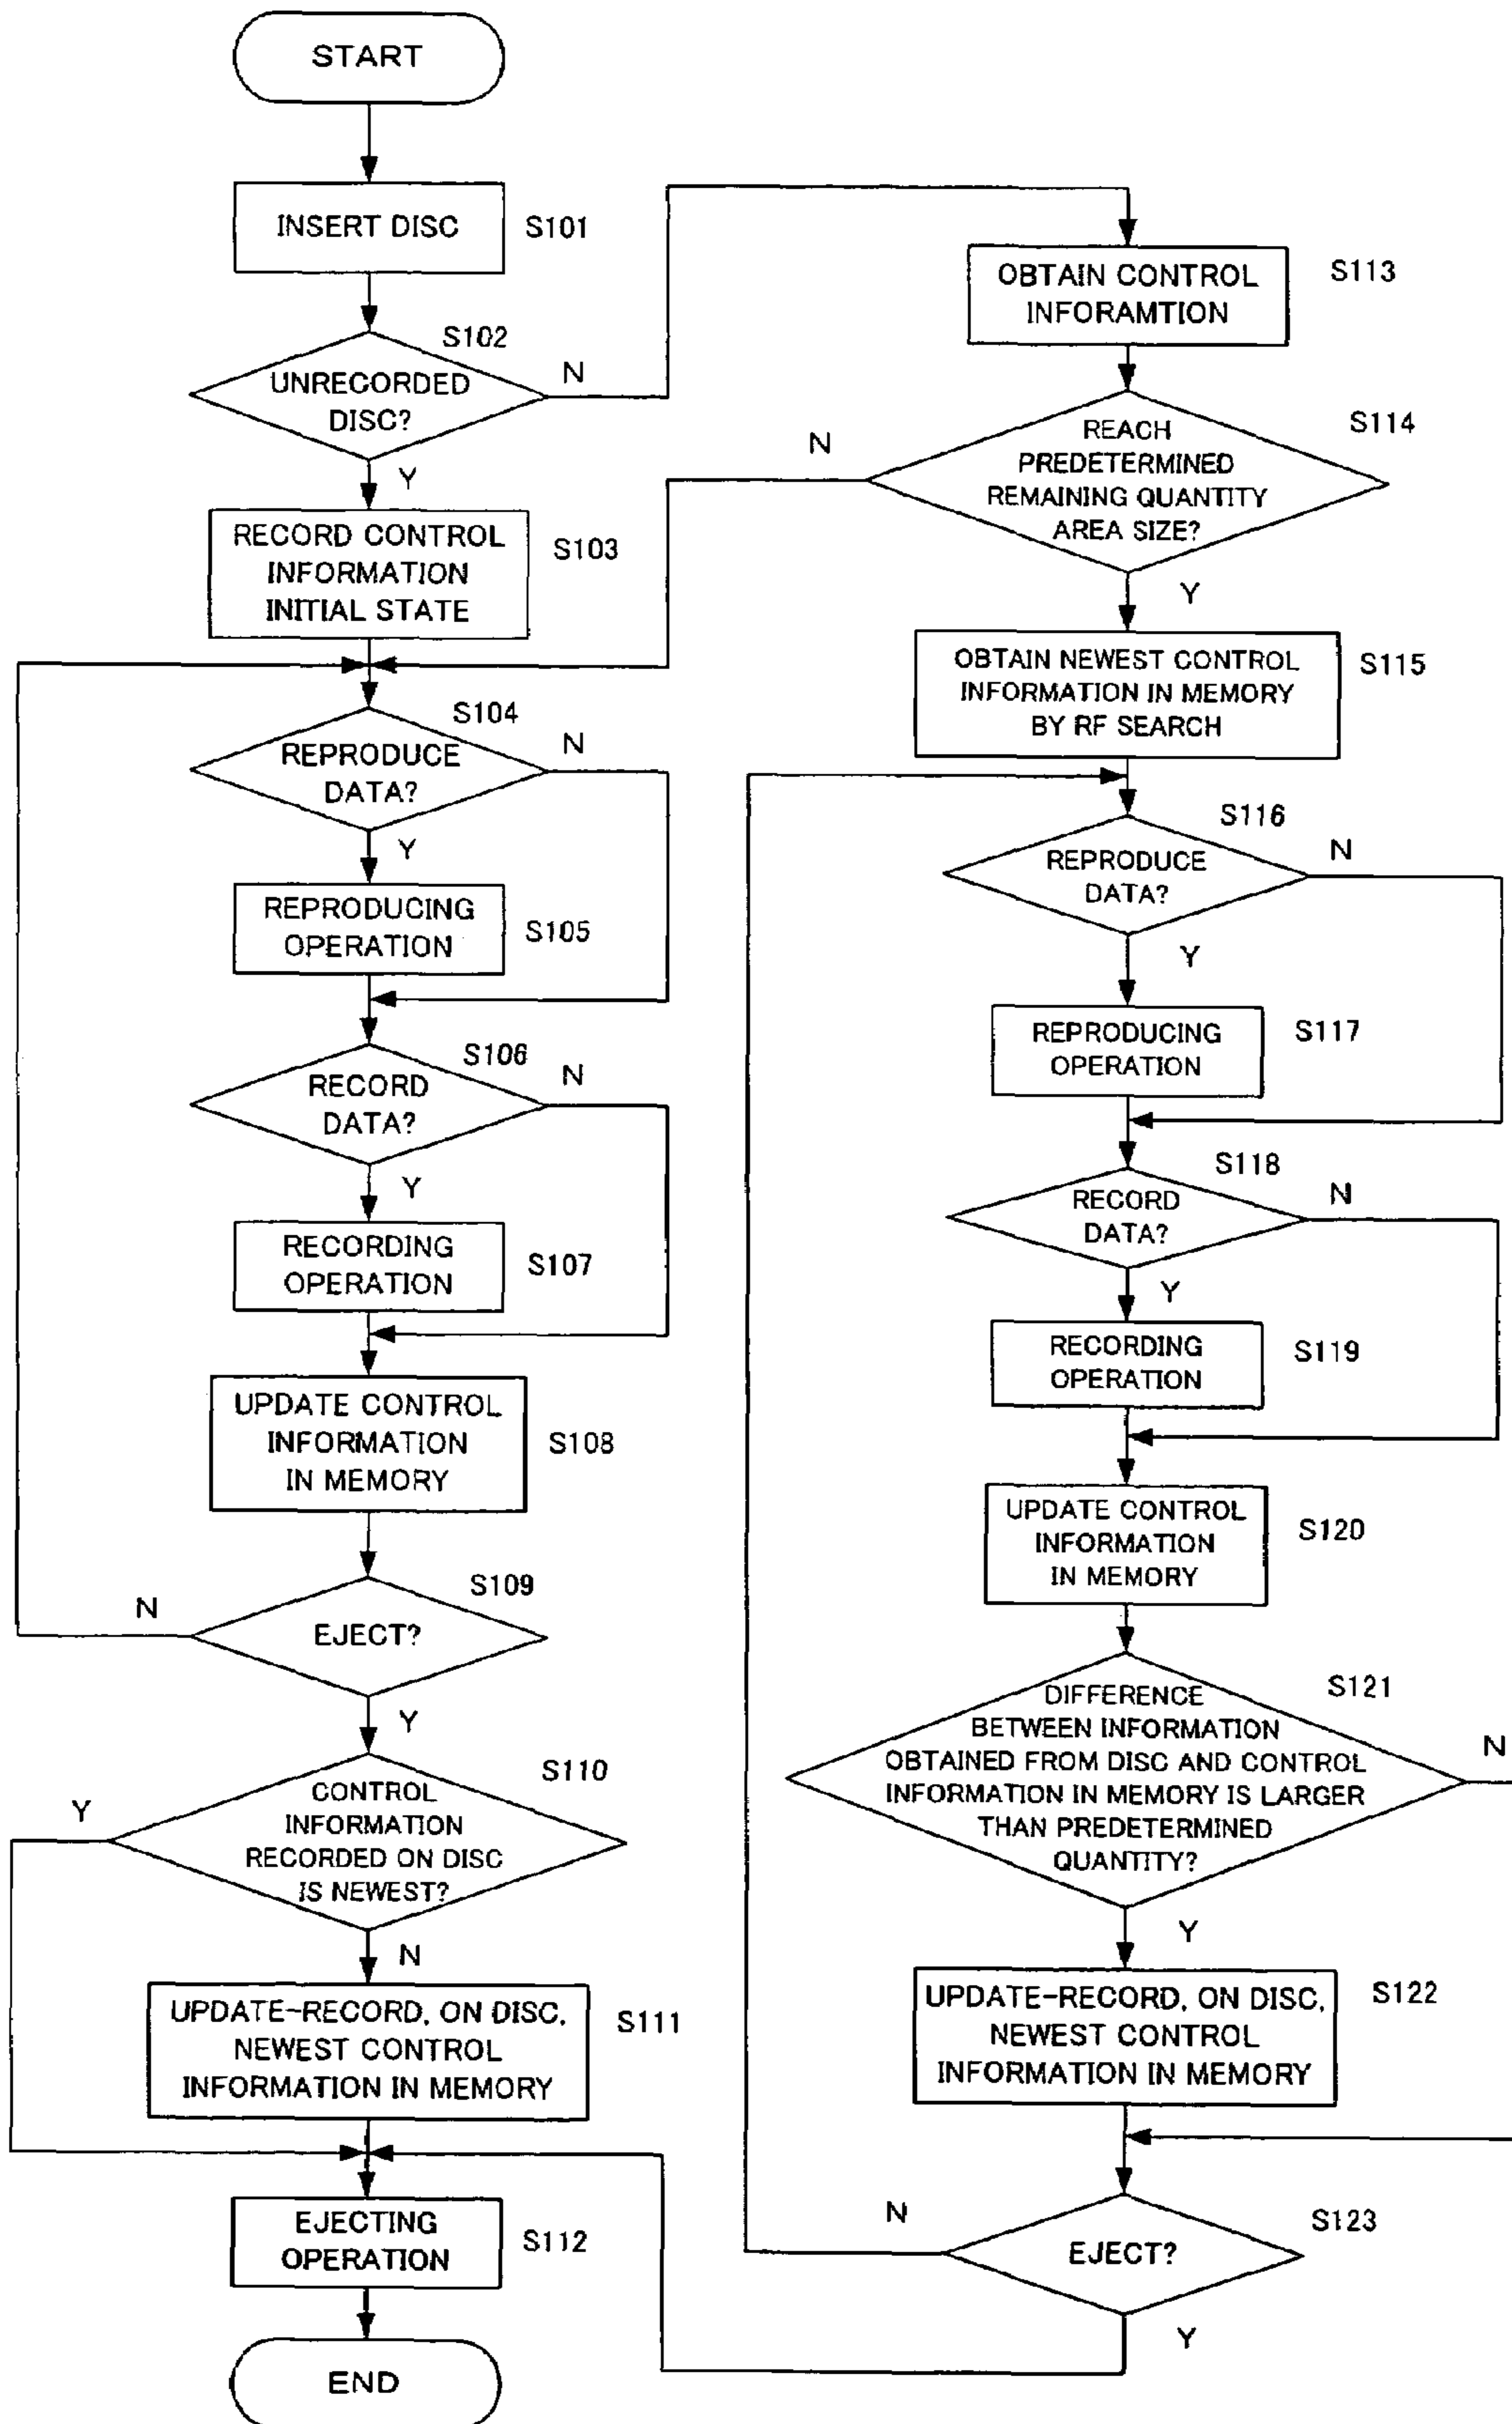 START
INSERT DISC
S101
S102
UNRECORDED
DISC?
N
Y
RECORD CONTROL
INFORMATION
INITIAL STATE
S103
S104
REPRODUCE
DATA?
N
Y
REPRODUCING
OPERATION
S105
S106
RECORD
DATA?
N
Y
RECORDING
OPERATION
S107
UPDATE CONTROL
INFORMATION
IN MEMORY
S108
S109
EJECT?
N
Y
S110
CONTROL
INFORMATION
RECORDED ON DISC
IS NEWEST?
Y
N
UPDATE-RECORD, ON DISC,
NEWEST CONTROL
INFORMATION IN MEMORY
S111
EJECTING
OPERATION
S112
END
OBTAIN CONTROL
INFORAMTION
S113
S114
REACH
PREDETERMINED
REMAINING QUANTITY
AREA SIZE?
N
Y
OBTAIN NEWEST CONTROL
INFORMATION IN MEMORY
BY RF SEARCH
S115
S116
REPRODUCE
DATA?
N
Y
REPRODUCING
OPERATION
S117
S118
RECORD
DATA?
N
Y
RECORDING
OPERATION
S119
UPDATE CONTROL
INFORMATION
IN MEMORY
S120
S121
DIFFERENCE
BETWEEN INFORMATION
OBTAINED FROM DISC AND CONTROL
INFORMATION IN MEMORY IS LARGER
THAN PREDETERMINED
QUANTITY?
N
Y
UPDATE-RECORD, ON DISC,
NEWEST CONTROL
INFORMATION IN MEMORY
S122
S123
EJECT?
N
Y